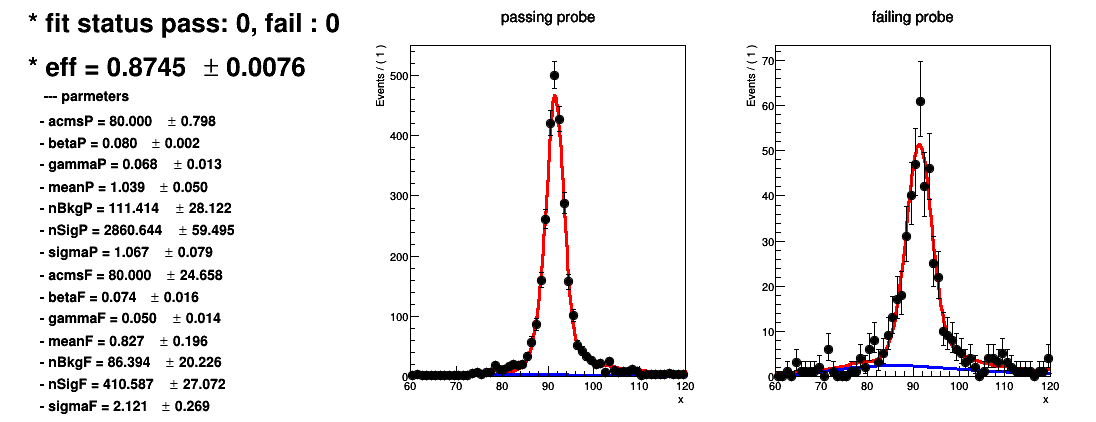 * fit status pass: 0, fail : 0
* eff = 0.8745 ± 0.0076
--- parmeters
- acmsP = 80.000 ± 0.798
- betaP = 0.080 ± 0.002
- gammaP = 0.068 ± 0.013
- meanP = 1.039 ± 0.050
- nBkgP = 111.414 ± 28.122
- nSigP = 2860.644 ± 59.495
- sigmaP = 1.067 ± 0.079
- acmsF = 80.000 ± 24.658
- betaF = 0.074 ± 0.016
- gammaF = 0.050 ± 0.014
- meanF = 0.827 ± 0.196
- nBkgF = 86.394 ± 20.226
- nSigF = 410.587 ± 27.072
- sigmaF = 2.121 ± 0.269
passing probe
Events / ( 1 )
500
400
300
200
100
0
60 70 80 90 100 110 120
x
failing probe
Events / ( 1 )
70
60
50
40
30
20
10
0
60 70 80 90 100 110 120
x